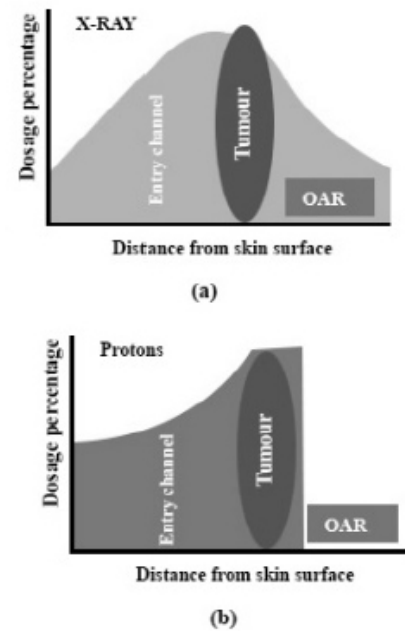 X-RAY
Dosage percentage
Entry channel
Tumour
OAR
Distance from skin surface
(a)
Protons
Dosage percentage
Entry channel
Tumour
OAR
Distance from skin surface
(b)